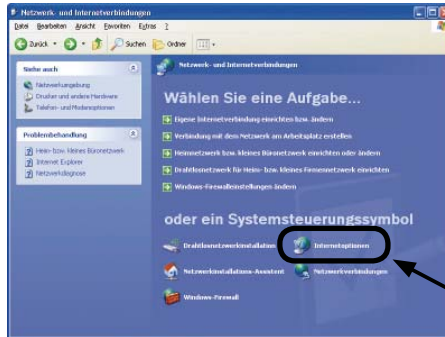 Netzwerk- und Internetverbindungen
Datei Bearbeiten Ansicht Favoriten Extras ?
Zurück Suchen Ordner
Siehe auch
Netzwerkumgebung
Drucker und andere Hardware
Telefon- und Modemoptionen
Problembehandlung
Heim- bzw. kleines Büronetzwerk
Internet Explorer
Netzwerkdiagnose
Netzwerk- und Internetverbindungen
Wählen Sie eine Aufgabe...
Eigene Internetverbindung einrichten bzw. ändern
Verbindung mit dem Netzwerk am Arbeitsplatz erstellen
Heimnetzwerk bzw. kleines Büronetzwerk einrichten oder ändern
Drahtlosnetzwerk für Heim- bzw. kleines Firmennetzwerk einrichten
Windows-Firewalleinstellungen ändern
oder ein Systemsteuerungssymbol
Drahtlosnetzwerkinstallation Internetoptionen
Netzwerkinstallations-Assistent Netzwerkverbindungen
Windows-Firewall